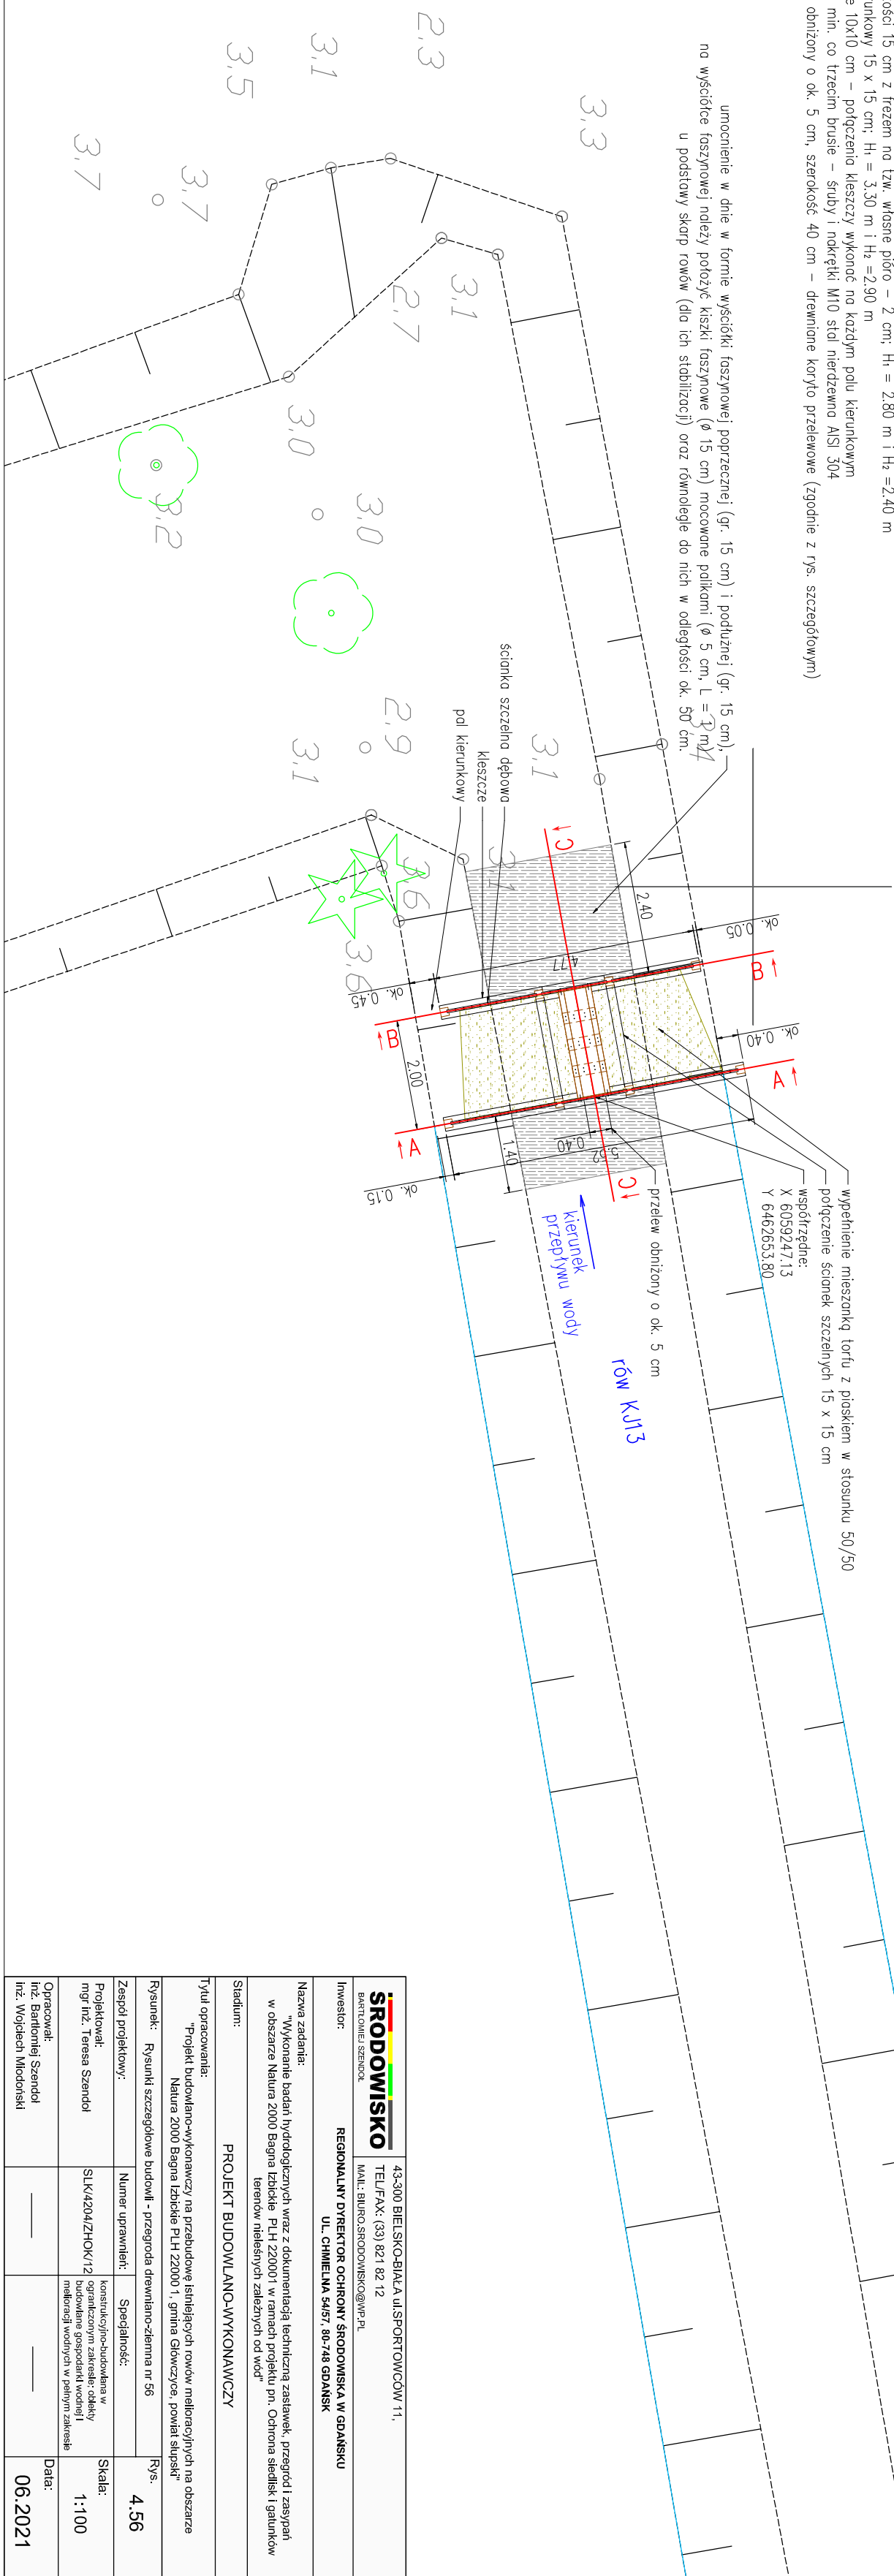 ości 15 cm z frezem na tzw. własne pióro - 2 cm; H₁ = 2.80 m i H₂ =2.40 m
unkowy 15 x 15 cm; H₁ = 3.30 m i H₂ =2.90 m
e 10x10 cm - połączenia kleszczy wykonać na każdym palu kierunkowym
min. co trzecim brusie - śruby i nakrętki M10 stal nierdzewna AISI 304
obniżony o ok. 5 cm, szerokość 40 cm - drewniane koryto przelewowe (zgodnie z rys. szczegółowym)
umocnienie w dnie w formie wyściółki faszynowej poprzecznej (gr. 15 cm) i podłużnej (gr. 15 cm),
na wyściółce faszynowej należy położyć kiszki faszynowe (ø 15 cm) mocowane palikami (ø 5 cm, L = 1 m)
u podstawy skarp rowów (dla ich stabilizacji) oraz równolegle do nich w odległości ok. 50 cm.
3,3
2,3
3,1
3,5
3,7
3,7
3,1
2,7
3,0
3,0
3,2
3,4
3,1
2,9
3,1
3,1
3,6
3,6
ścianka szczelna dębowa
kleszcze
pal kierunkowy
wypełnienie mieszanką torfu z piaskiem w stosunku 50/50
połączenie ścianek szczelnych 15 x 15 cm
współrzędne:
X 6059247.13
Y 6462653.80
przelew obniżony o ok. 5 cm
2.40
ok. 0.05
4.77
ok. 0.45
2.00
ok. 0.40
5.52
0.40
1.40
ok. 0.15
A
A
B
B
C
C
kierunek
przepływu wody
rów KJ13
ŚRODOWISKO
BARTŁOMIEJ SZENDOŁ
43-300 BIELSKO-BIAŁA ul.SPORTOWCÓW 11,
TEL/FAX: (33) 821 82 12
MAIL: BIURO.SRODOWISKO@WP.PL
Inwestor:
REGIONALNY DYREKTOR OCHRONY ŚRODOWISKA W GDAŃSKU
UL. CHMIELNA 54/57, 80-748 GDAŃSK
Nazwa zadania:
"Wykonanie badań hydrologicznych wraz z dokumentacją techniczną zastawek, przegród i zasypań
w obszarze Natura 2000 Bagna Izbickie PLH 220001 w ramach projektu pn. Ochrona siedlisk i gatunków
terenów nieleśnych zależnych od wód"
Stadium:
PROJEKT BUDOWLANO-WYKONAWCZY
Tytuł opracowania:
"Projekt budowlano-wykonawczy na przebudowę istniejących rowów melioracyjnych na obszarze
Natura 2000 Bagna Izbickie PLH 220001, gmina Główczyce, powiat słupski"
Rysunek: Rysunki szczegółowe budowli - przegroda drewniano-ziemna nr 56
Rys.
4.56
Zespół projektowy:
Numer uprawnień:
Specjalność:
Projektował:
mgr inż. Teresa Szendoł
SLK/4204/ZHOK/12
konstrukcyjno-budowlana w
ograniczonym zakresie: obiekty
budowlane gospodarki wodnej i
melioracji wodnych w pełnym zakresie
Skala:
1:100
Opracował:
inż. Bartłomiej Szendoł
inż. Wojciech Młodoński
Data:
06.2021